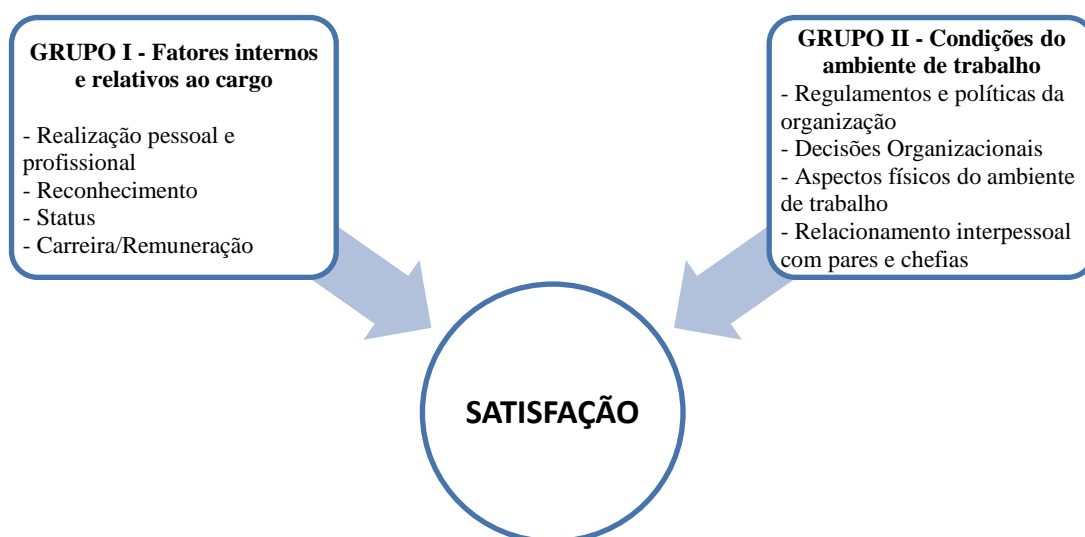 GRUPO I - Fatores internos
e relativos ao cargo
- Realização pessoal e
profissional
- Reconhecimento
- Status
- Carreira/Remuneração
GRUPO II - Condições do
ambiente de trabalho
- Regulamentos e políticas da
organização
- Decisões Organizacionais
- Aspectos físicos do ambiente
de trabalho
- Relacionamento interpessoal
com pares e chefias
SATISFAÇÃO